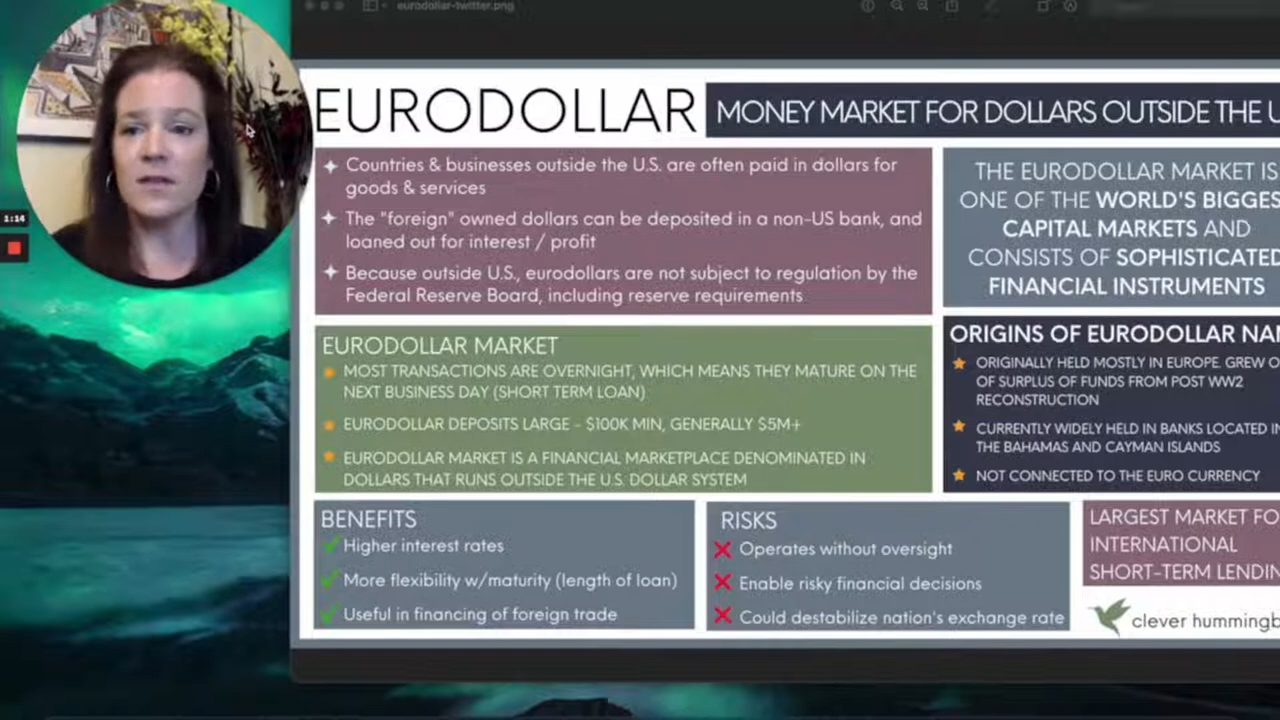 eurodollar-twitter.png
1:14
EURODOLLAR
MONEY MARKET FOR DOLLARS OUTSIDE THE U
Countries & businesses outside the U.S. are often paid in dollars for
goods & services
The "foreign" owned dollars can be deposited in a non-US bank, and
loaned out for interest / profit
Because outside U.S., eurodollars are not subject to regulation by the
Federal Reserve Board, including reserve requirements
THE EURODOLLAR MARKET IS
ONE OF THE WORLD'S BIGGES
CAPITAL MARKETS AND
CONSISTS OF SOPHISTICATED
FINANCIAL INSTRUMENTS
EURODOLLAR MARKET
MOST TRANSACTIONS ARE OVERNIGHT, WHICH MEANS THEY MATURE ON THE
NEXT BUSINESS DAY (SHORT TERM LOAN)
EURODOLLAR DEPOSITS LARGE - $100K MIN, GENERALLY $5M+
EURODOLLAR MARKET IS A FINANCIAL MARKETPLACE DENOMINATED IN
DOLLARS THAT RUNS OUTSIDE THE U.S. DOLLAR SYSTEM
ORIGINS OF EURODOLLAR NA
ORIGINALLY HELD MOSTLY IN EUROPE. GREW O
OF SURPLUS OF FUNDS FROM POST WW2
RECONSTRUCTION
CURRENTLY WIDELY HELD IN BANKS LOCATED IN
THE BAHAMAS AND CAYMAN ISLANDS
NOT CONNECTED TO THE EURO CURRENCY
BENEFITS
Higher interest rates
More flexibility w/maturity (length of loan)
Useful in financing of foreign trade
RISKS
Operates without oversight
Enable risky financial decisions
Could destabilize nation's exchange rate
LARGEST MARKET FO
INTERNATIONAL
SHORT-TERM LENDIN
clever hummingb